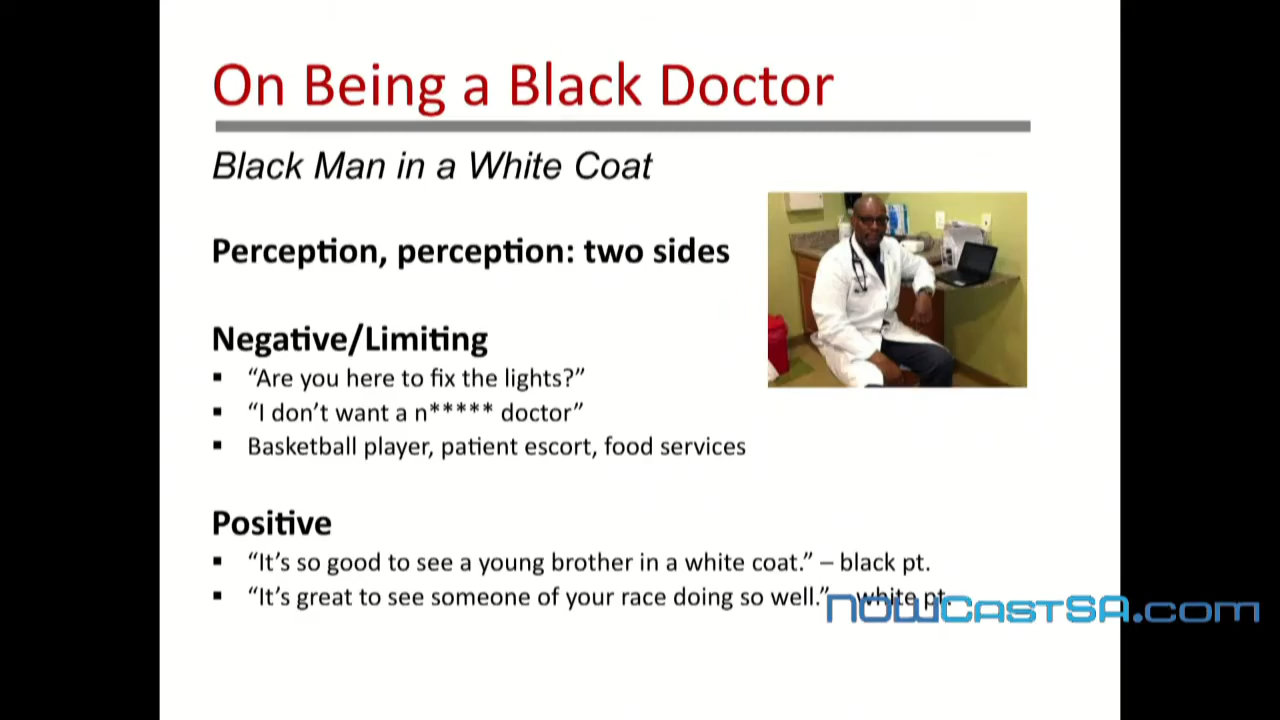 On Being a Black Doctor
Black Man in a White Coat
Perception, perception: two sides
Negative/Limiting
▪ “Are you here to fix the lights?”
▪ “I don’t want a n***** doctor”
▪ Basketball player, patient escort, food services
Positive
▪ “It’s so good to see a young brother in a white coat.” – black pt.
▪ “It’s great to see someone of your race doing so well.” – white pt.
nowcastsa.com